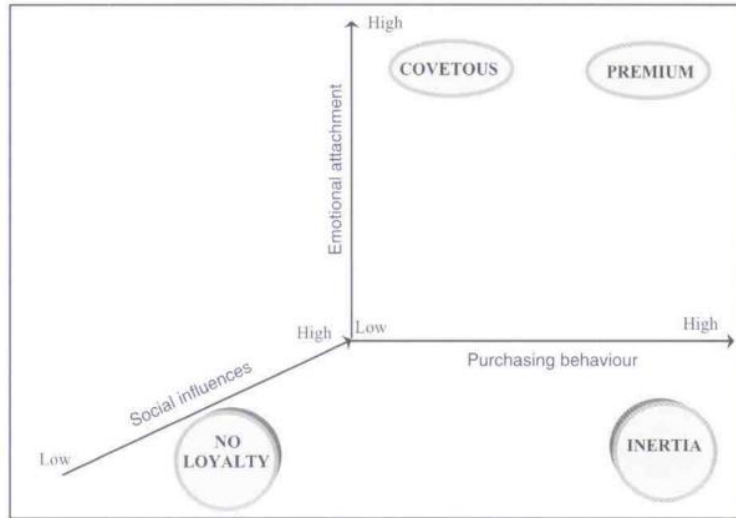 High
COVETOUS
PREMIUM
Emotional attachment
High
Low
High
Purchasing behaviour
Social influences
Low
NO
LOYALTY
INERTIA